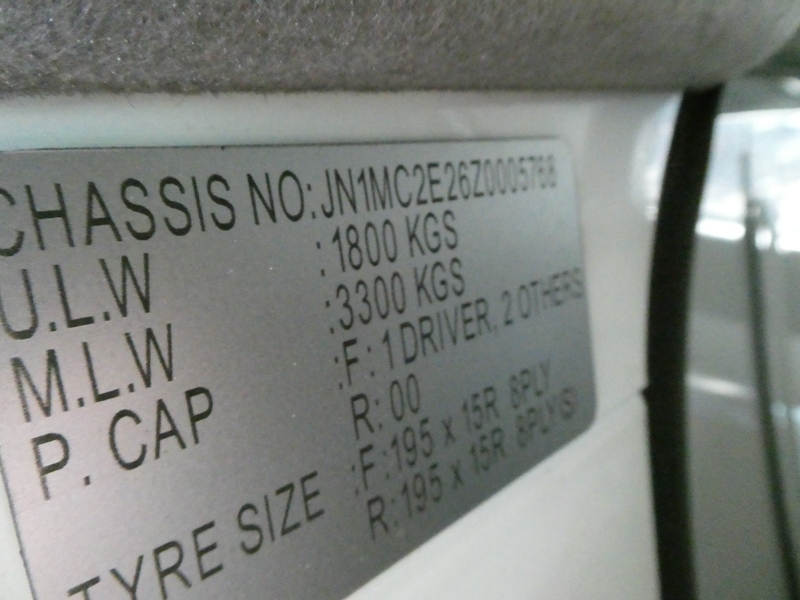 CHASSIS NO: JN1MC2E26Z0005768
U.L.W : 1800 KGS
M.L.W : 3300 KGS
P. CAP : F: 1 DRIVER, 2 OTHERS
R: 00
TYRE SIZE : F: 195 x 15R 8PLY
R: 195 x 15R 8PLY(S)